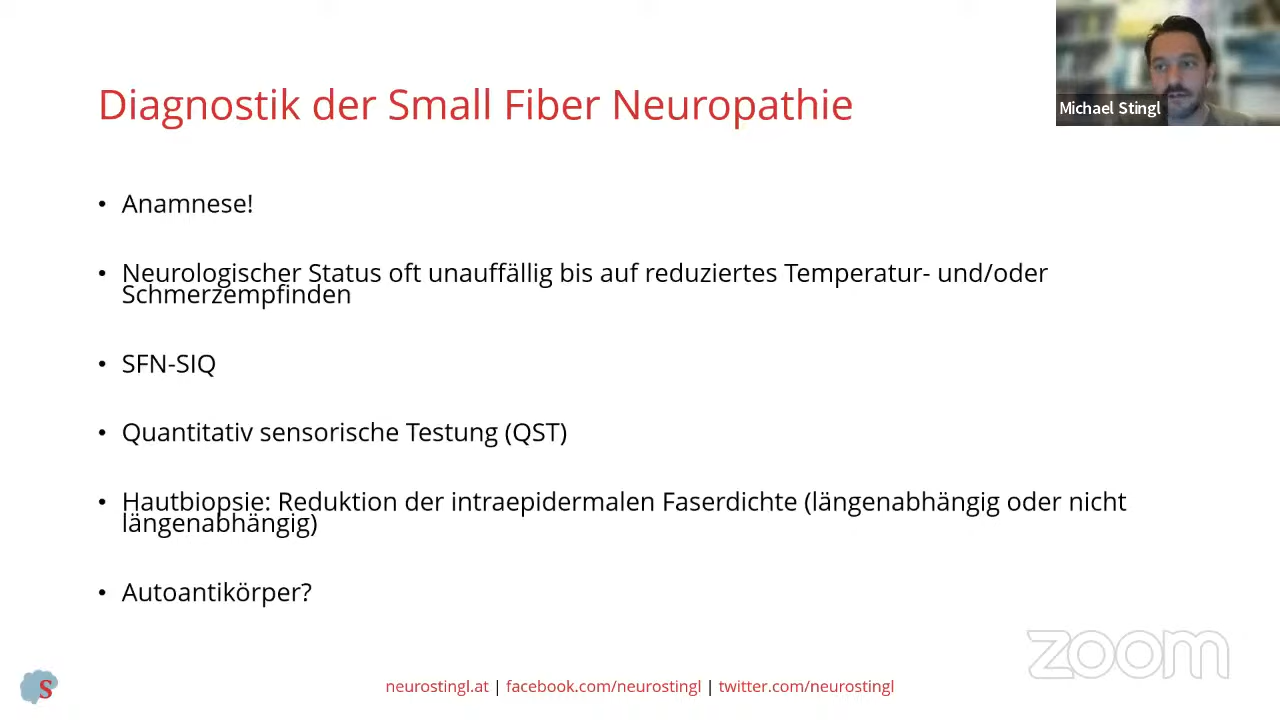 Michael Stingl
Diagnostik der Small Fiber Neuropathie
• Anamnese!
• Neurologischer Status oft unauffällig bis auf reduziertes Temperatur- und/oder
Schmerzempfinden
• SFN-SIQ
• Quantitativ sensorische Testung (QST)
• Hautbiopsie: Reduktion der intraepidermalen Faserdichte (längenabhängig oder nicht
längenabhängig)
• Autoantikörper?
zoom
S
neurostingl.at | facebook.com/neurostingl | twitter.com/neurostingl